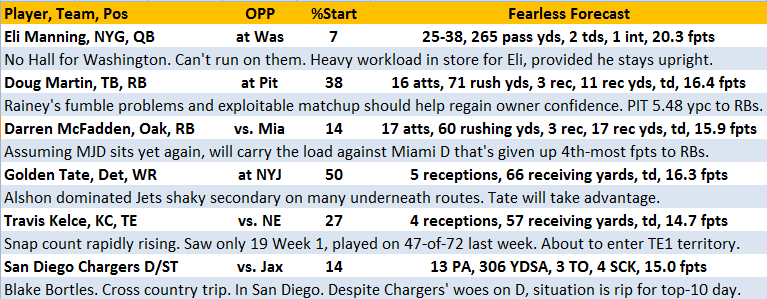 Player, Team, Pos OPP %Start Fearless Forecast
Eli Manning, NYG, QB at Was 7 25-38, 265 pass yds, 2 tds, 1 int, 20.3 fpts
No Hall for Washington. Can't run on them. Heavy workload in store for Eli, provided he stays upright.
Doug Martin, TB, RB at Pit 38 16 atts, 71 rush yds, 3 rec, 11 rec yds, td, 16.4 fpts
Rainey's fumble problems and exploitable matchup should help regain owner confidence. PIT 5.48 ypc to RBs.
Darren McFadden, Oak, RB vs. Mia 14 17 atts, 60 rushing yds, 3 rec, 17 rec yds, td, 15.9 fpts
Assuming MJD sits yet again, will carry the load against Miami D that's given up 4th-most fpts to RBs.
Golden Tate, Det, WR at NYJ 50 5 receptions, 66 receiving yards, td, 16.3 fpts
Alshon dominated Jets shaky secondary on many underneath routes. Tate will take advantage.
Travis Kelce, KC, TE vs. NE 27 4 receptions, 57 receiving yards, td, 14.7 fpts
Snap count rapidly rising. Saw only 19 Week 1, played on 47-of-72 last week. About to enter TE1 territory.
San Diego Chargers D/ST vs. Jax 14 13 PA, 306 YDSA, 3 TO, 4 SCK, 15.0 fpts
Blake Bortles. Cross country trip. In San Diego. Despite Chargers' woes on D, situation is rip for top-10 day.